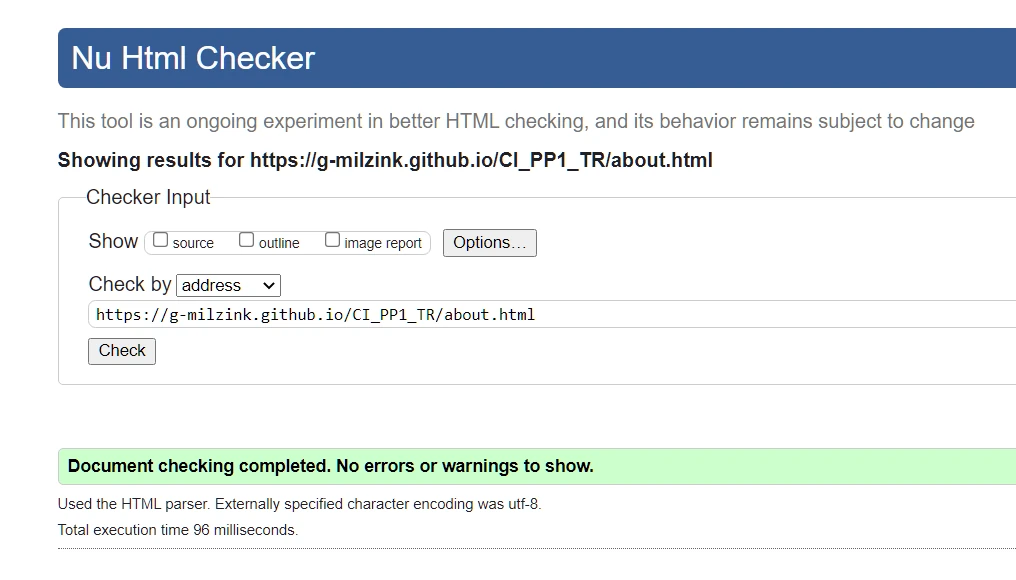 Nu Html Checker
This tool is an ongoing experiment in better HTML checking, and its behavior remains subject to change
Showing results for https://g-milzink.github.io/CI_PP1_TR/about.html
Checker Input
Show source outline image report Options...
Check by address
https://g-milzink.github.io/CI_PP1_TR/about.html
Check
Document checking completed. No errors or warnings to show.
Used the HTML parser. Externally specified character encoding was utf-8.
Total execution time 96 milliseconds.